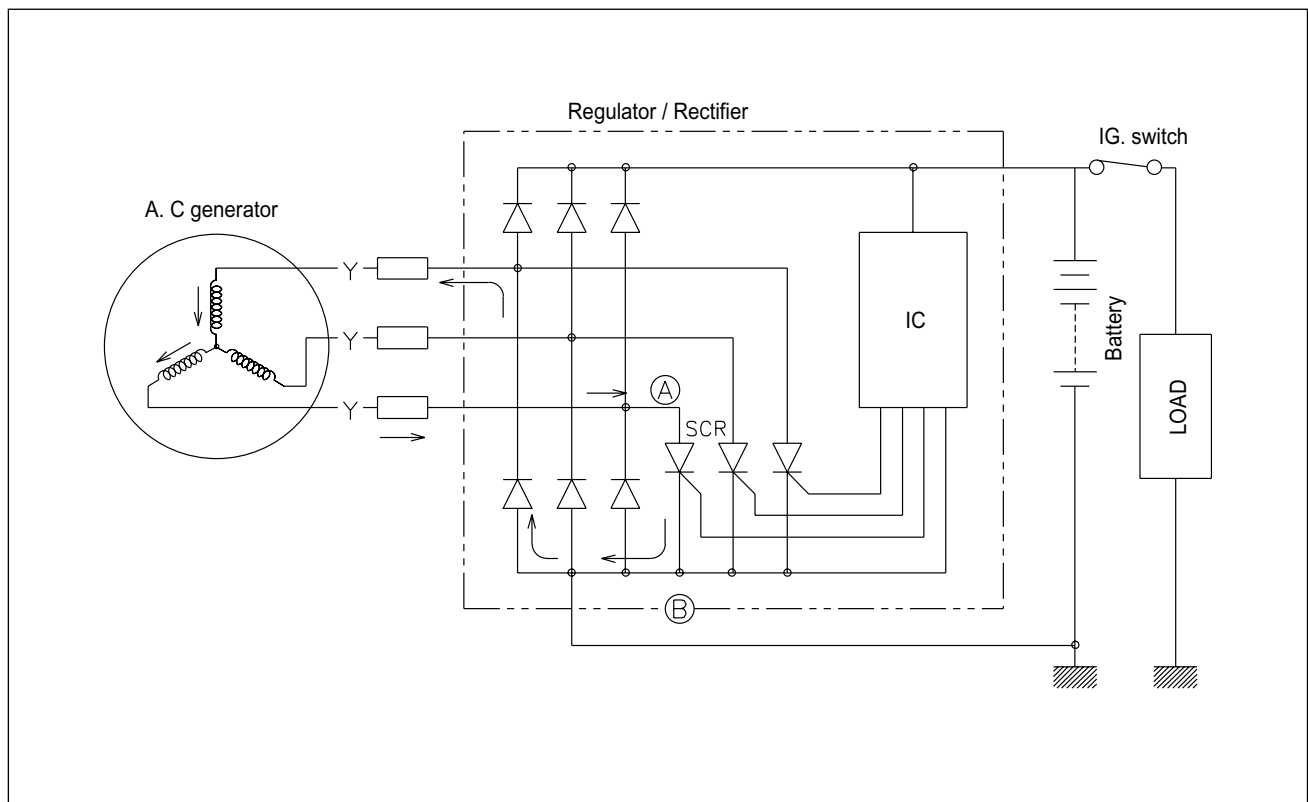 Regulator / Rectifier
IG. switch
A. C generator
Y
Y
Y
IC
Battery
LOAD
A
SCR
B